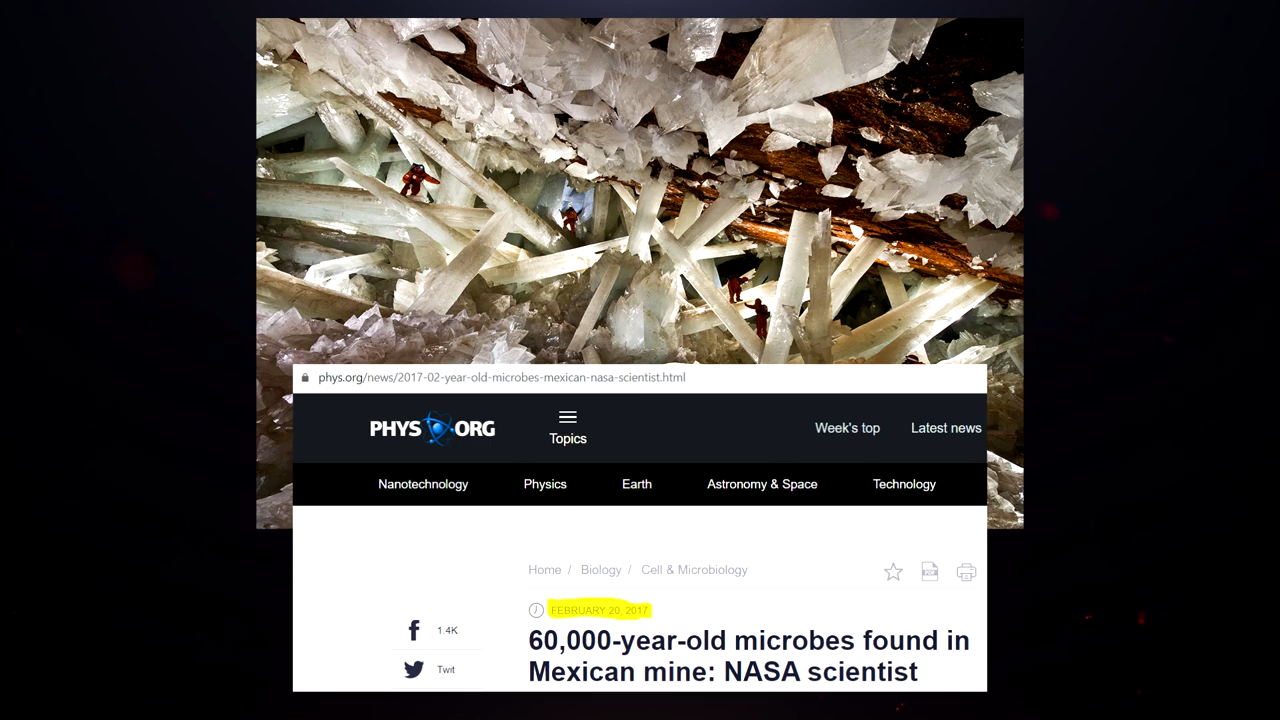 phys.org/news/2017-02-year-old-microbes-mexican-nasa-scientist.html
PHYS ORG
Topics
Week's top
Latest news
Nanotechnology
Physics
Earth
Astronomy & Space
Technology
Home / Biology / Cell & Microbiology
PDF
FEBRUARY 20, 2017
60,000-year-old microbes found in
Mexican mine: NASA scientist
1.4K
Twit